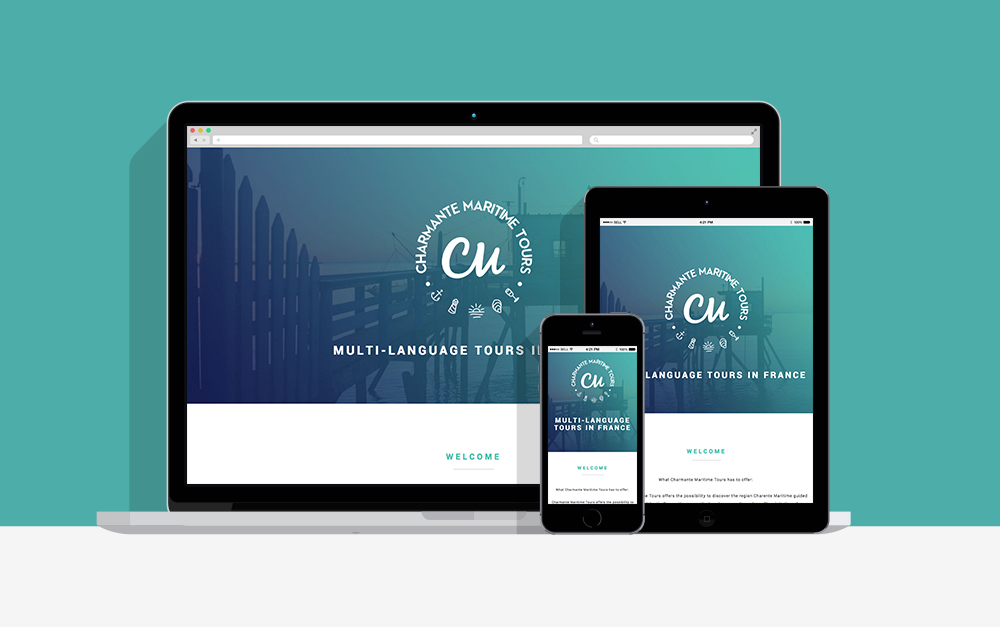 CHARMANTE MARITIME TOURS
cu
MULTI-LANGUAGE TOURS I
WELCOME
BELL
4:21 PM
100%
CHARMANTE MARITIME TOURS
cu
LANGUAGE TOURS IN FRANCE
WELCOME
What Charmante Maritime Tours has to offer:
Tours offers the possibility to discover the region Charente Maritime guided
BELL
4:21 PM
100%
CHARMANTE MARITIME TOURS
cu
MULTI-LANGUAGE
TOURS IN FRANCE
WELCOME
What Charmante Maritime Tours has to offer:
Charmante Maritime Tours offers the possibility to